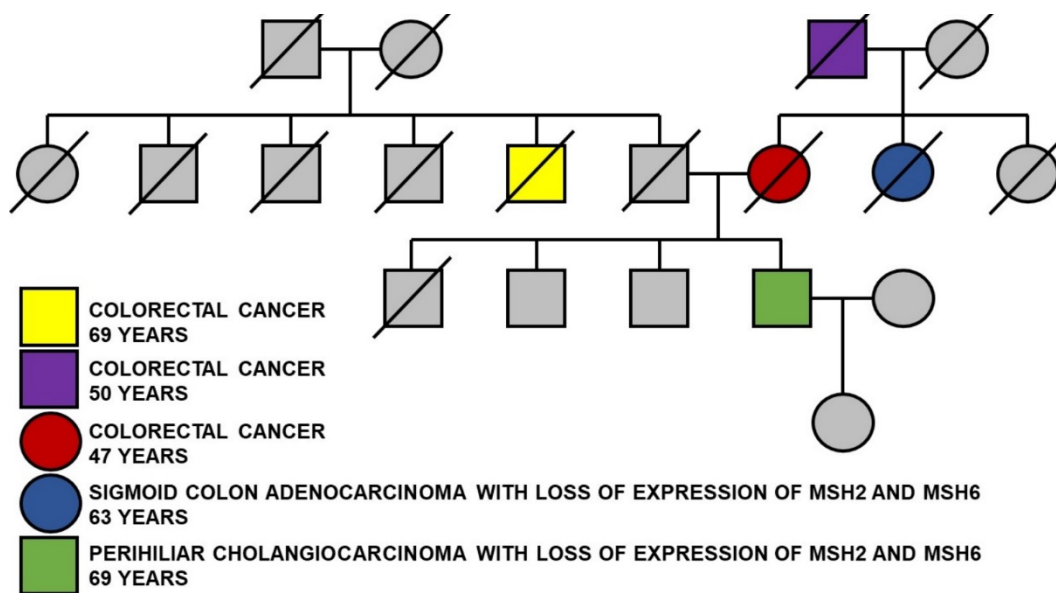 COLORECTAL CANCER
69 YEARS
COLORECTAL CANCER
50 YEARS
COLORECTAL CANCER
47 YEARS
SIGMOID COLON ADENOCARCINOMA WITH LOSS OF EXPRESSION OF MSH2 AND MSH6
63 YEARS
PERIHILIAR CHOLANGIOCARCINOMA WITH LOSS OF EXPRESSION OF MSH2 AND MSH6
69 YEARS